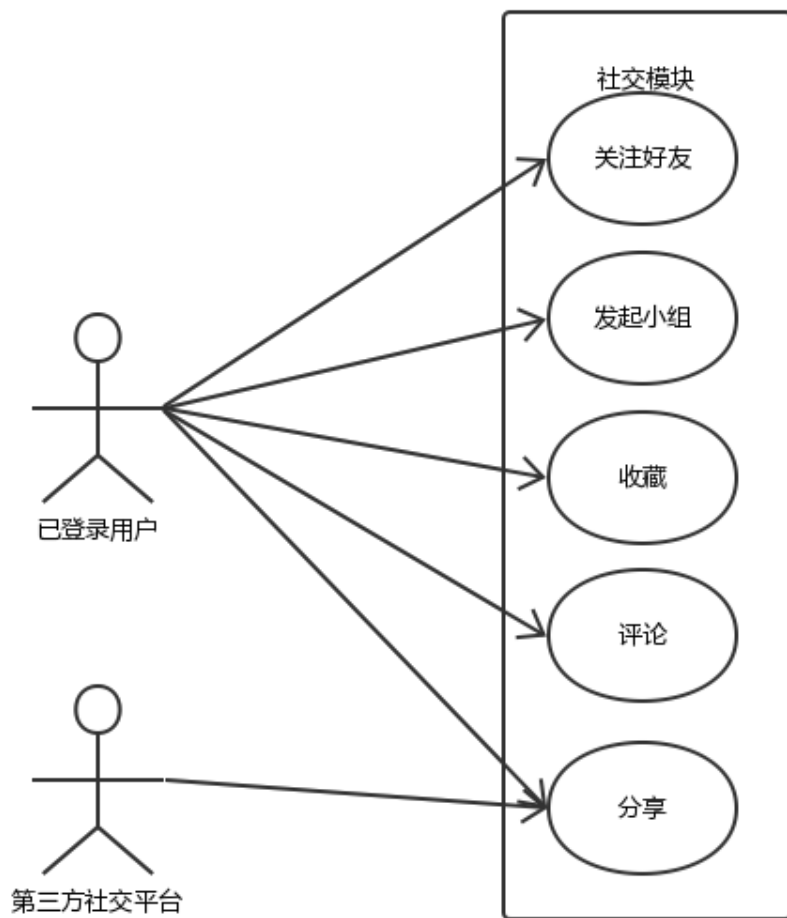 社交模块
关注好友
发起小组
收藏
已登录用户
评论
分享
第三方社交平台